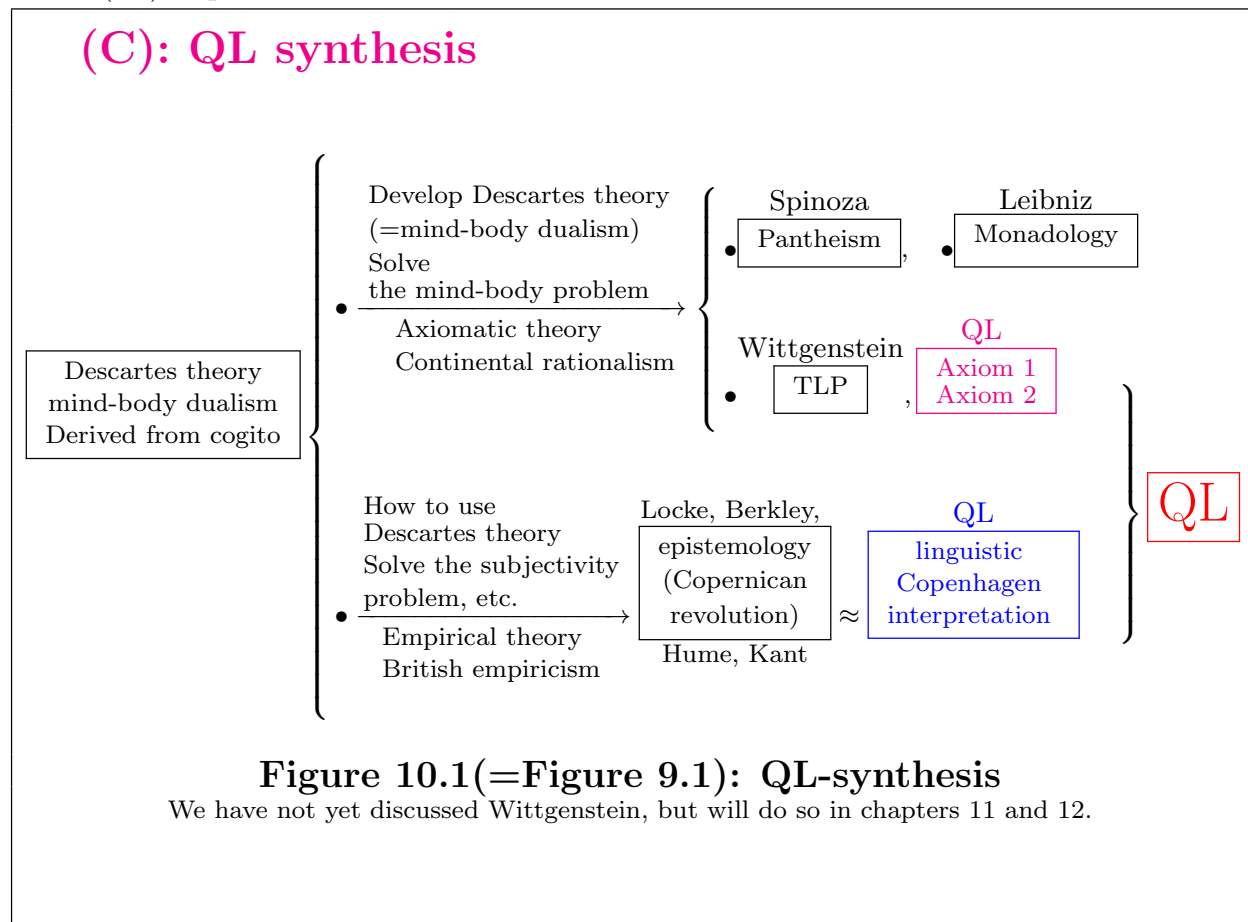 (C): QL synthesis
Develop Descartes theory
(=mind-body dualism)
Solve
the mind-body problem
Axiomatic theory
Continental rationalism
Spinoza
• Pantheism ,
Leibniz
• Monadology
Wittgenstein
• TLP ,
QL
Axiom 1
Axiom 2
Descartes theory
mind-body dualism
Derived from cogito
How to use
Descartes theory
Solve the subjectivity
problem, etc.
Empirical theory
British empiricism
Locke, Berkley,
epistemology
(Copernican
revolution)
Hume, Kant
≈
QL
linguistic
Copenhagen
interpretation
QL
Figure 10.1(=Figure 9.1): QL-synthesis
We have not yet discussed Wittgenstein, but will do so in chapters 11 and 12.